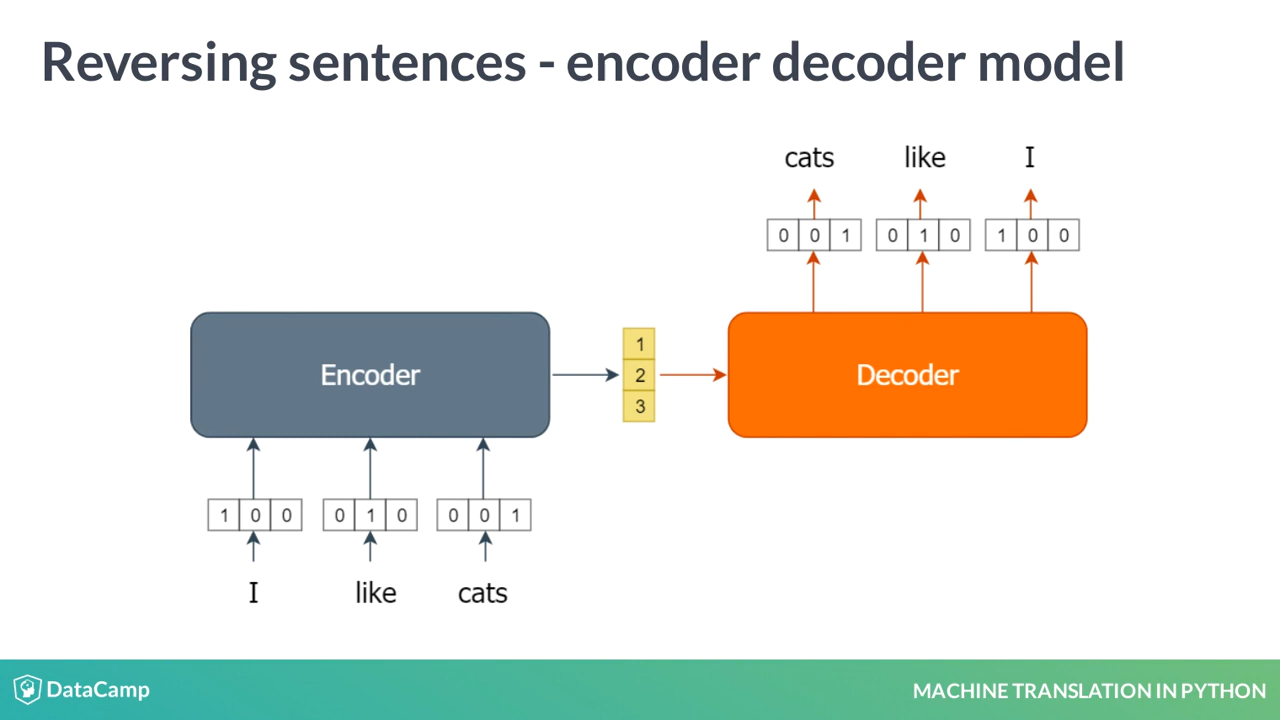 Reversing sentences - encoder decoder model
cats like I
0 0 1 0 1 0 1 0 0
Encoder
1
2
3
Decoder
1 0 0 0 1 0 0 0 1
I like cats
DataCamp
MACHINE TRANSLATION IN PYTHON